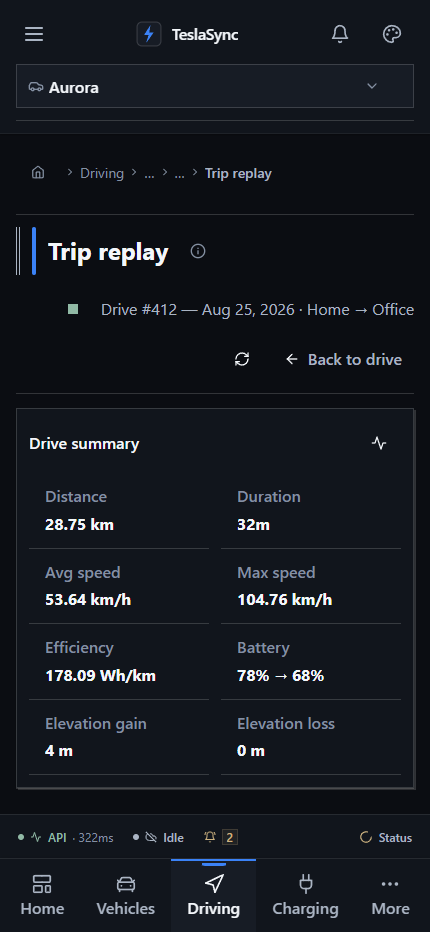 TeslaSync
Aurora
Driving ... ... Trip replay
Trip replay
Drive #412 — Aug 25, 2026 · Home → Office
Back to drive
Drive summary
Distance Duration
28.75 km 32m
Avg speed Max speed
53.64 km/h 104.76 km/h
Efficiency Battery
178.09 Wh/km 78% → 68%
Elevation gain Elevation loss
4 m 0 m
API · 322ms Idle 2 Status
Home Vehicles Driving Charging More